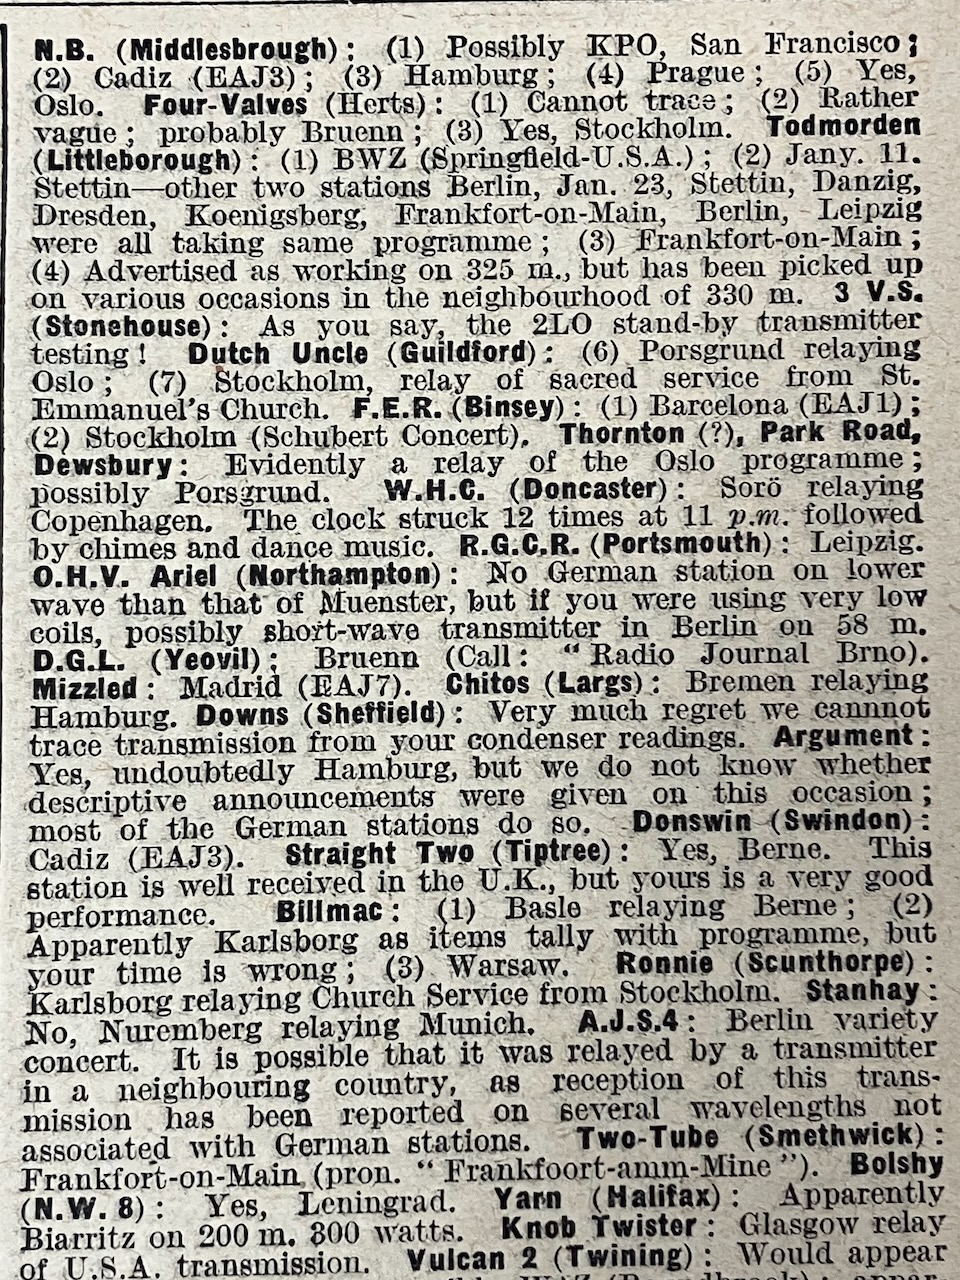 N.B. (Middlesbrough): (1) Possibly KPO, San Francisco;
(2) Cadiz (EAJ3); (3) Hamburg; (4) Prague; (5) Yes,
Oslo. Four-Valves (Herts): (1) Cannot trace; (2) Rather
vague; probably Bruenn; (3) Yes, Stockholm. Todmorden
(Littleborough): (1) BWZ (Springfield-U.S.A.); (2) Jany. 11.
Stettin—other two stations Berlin, Jan. 23, Stettin, Danzig,
Dresden, Koenigsberg, Frankfort-on-Main, Berlin, Leipzig
were all taking same programme; (3) Frankfort-on-Main;
(4) Advertised as working on 325 m., but has been picked up
on various occasions in the neighbourhood of 330 m. 3 V.S.
(Stonehouse): As you say, the 2LO stand-by transmitter
testing! Dutch Uncle (Guildford): (6) Porsgrund relaying
Oslo; (7) Stockholm, relay of sacred service from St.
Emmanuel's Church. F.E.R. (Binsey): (1) Barcelona (EAJ1);
(2) Stockholm (Schubert Concert). Thornton (?), Park Road,
Dewsbury: Evidently a relay of the Oslo programme;
possibly Porsgrund. W.H.C. (Doncaster): Sorö relaying
Copenhagen. The clock struck 12 times at 11 p.m. followed
by chimes and dance music. R.G.C.R. (Portsmouth): Leipzig.
O.H.V. Ariel (Northampton): No German station on lower
wave than that of Muenster, but if you were using very low
coils, possibly short-wave transmitter in Berlin on 58 m.
D.G.L. (Yeovil): Bruenn (Call: "Radio Journal Brno).
Mizzled: Madrid (EAJ7). Chitos (Largs): Bremen relaying
Hamburg. Downs (Sheffield): Very much regret we cannnot
trace transmission from your condenser readings. Argument:
Yes, undoubtedly Hamburg, but we do not know whether
descriptive announcements were given on this occasion;
most of the German stations do so. Donswin (Swindon):
Cadiz (EAJ3). Straight Two (Tiptree): Yes, Berne. This
station is well received in the U.K., but yours is a very good
performance. Billmac: (1) Basle relaying Berne; (2)
Apparently Karlsborg as items tally with programme, but
your time is wrong; (3) Warsaw. Ronnie (Scunthorpe):
Karlsborg relaying Church Service from Stockholm. Stanhay:
No, Nuremberg relaying Munich. A.J.S.4: Berlin variety
concert. It is possible that it was relayed by a transmitter
in a neighbouring country, as reception of this trans-
mission has been reported on several wavelengths not
associated with German stations. Two-Tube (Smethwick):
Frankfort-on-Main (pron. "Frankfoort-amm-Mine"). Bolshy
(N.W. 8): Yes, Leningrad. Yarn (Halifax): Apparently
Biarritz on 200 m. 300 watts. Knob Twister: Glasgow relay
of U.S.A. transmission. Vulcan 2 (Twining): Would appear